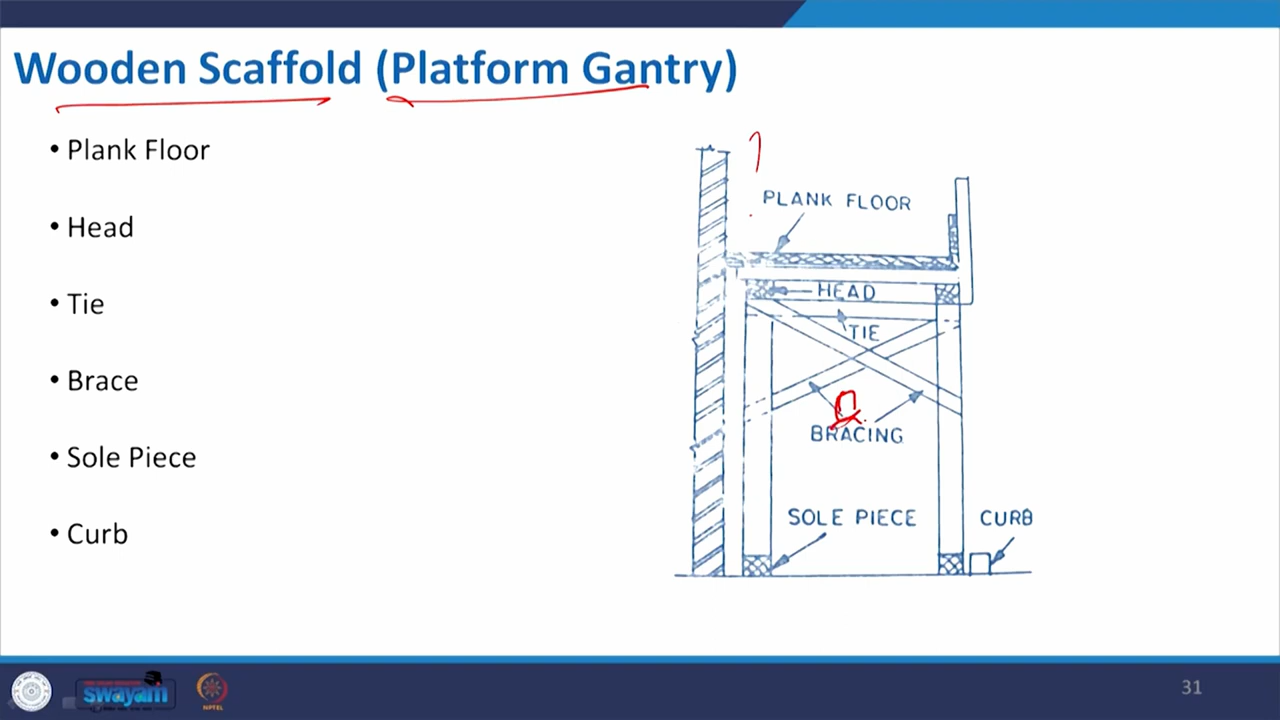 Wooden Scaffold (Platform Gantry)
• Plank Floor
• Head
• Tie
• Brace
• Sole Piece
• Curb
PLANK FLOOR
HEAD
TIE
BRACING
SOLE PIECE
CURB
swayam
NPTEL
31